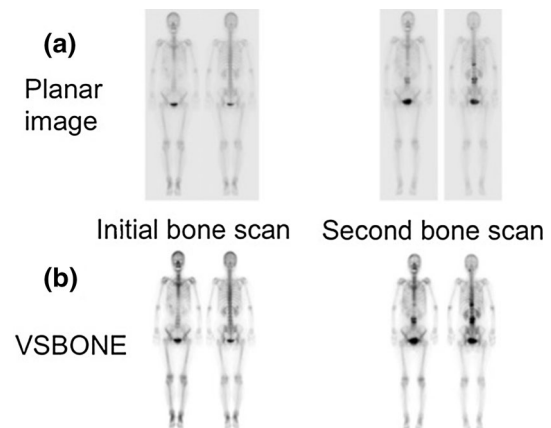 (a)
Planar
image
Initial bone scan
Second bone scan
(b)
VSBONE